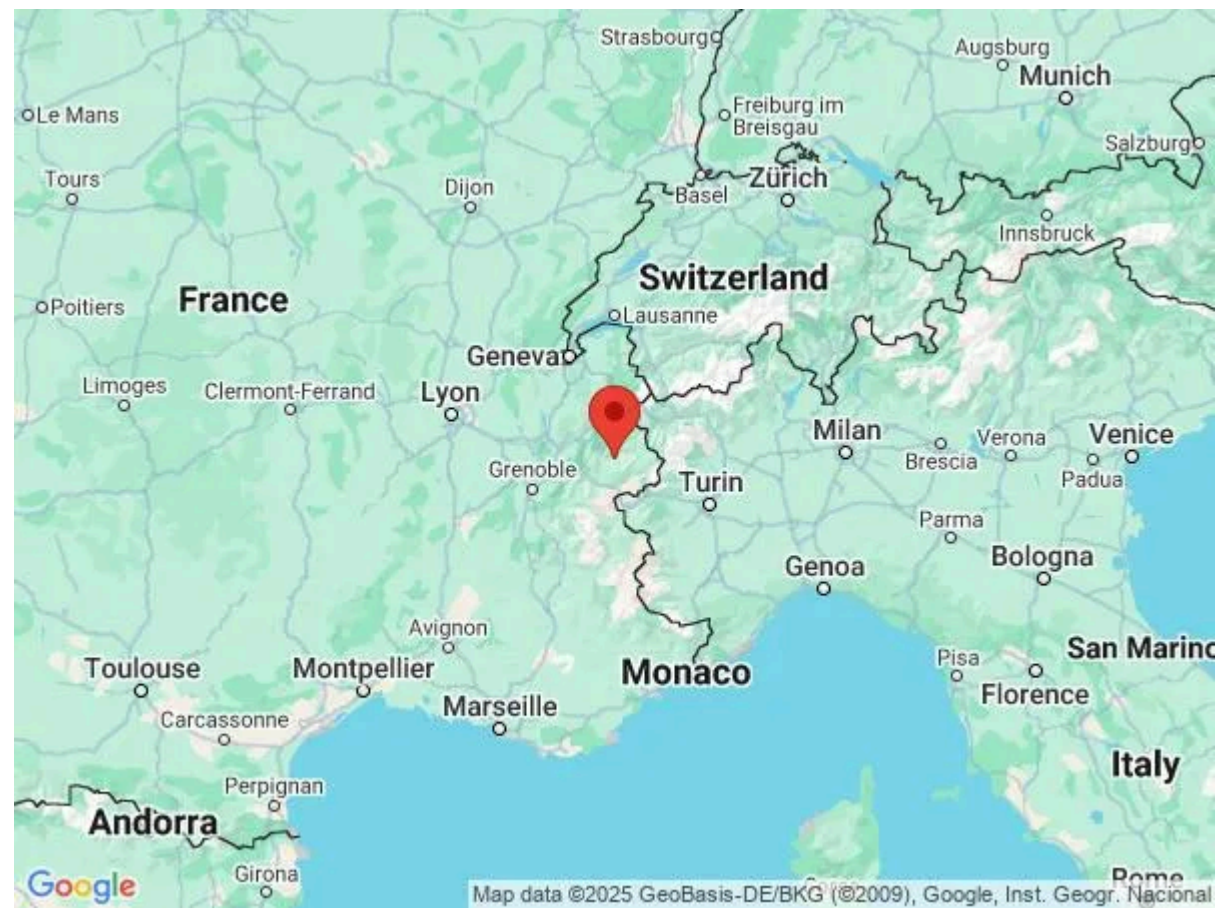 Strasbourg
Augsburg
Munich
Le Mans
Freiburg im
Breisgau
Salzburg
Tours
Dijon
Basel
Zürich
Innsbruck
Switzerland
France
Poitiers
Lausanne
Geneva
Limoges
Clermont-Ferrand
Lyon
Milan
Verona
Venice
Brescia
Padua
Grenoble
Turin
Parma
Bologna
Genoa
Avignon
San Marino
Toulouse
Montpellier
Monaco
Pisa
Florence
Marseille
Carcassonne
Italy
Perpignan
Andorra
Girona
Rome
Google
Map data ©2025 GeoBasis-DE/BKG (©2009), Google, Inst. Geogr. Nacional